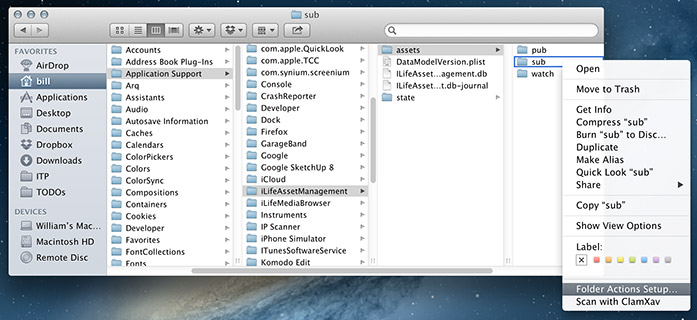 sub
FAVORITES
AirDrop
bill
Applications
Desktop
Documents
Dropbox
Downloads
ITP
TODOs
DEVICES
William's Mac...
Macintosh HD
Remote Disc
Accounts
Address Book Plug-Ins
Application Support
Arq
Assistants
Audio
Autosave Information
Caches
Calendars
ColorPickers
Colors
ColorSync
Compositions
Containers
Cookies
Developer
Favorites
FontCollections
Fonts
com.apple.QuickLook
com.apple.TCC
com.synium.screenium
Console
CrashReporter
Developer
Dock
Firefox
GarageBand
Google
Google SketchUp 8
iCloud
iLifeAssetManagement
iLifeMediaBrowser
Instruments
IP Scanner
iPhone Simulator
iTunesSoftwareService
Komodo Edit
assets
DataModelVersion.plist
iLifeAsset...agement.db
iLifeAsset...t.db-journal
state
pub
sub
watch
Open
Move to Trash
Get Info
Compress “sub”
Burn “sub” to Disc...
Duplicate
Make Alias
Quick Look “sub”
Share
Copy “sub”
Show View Options
Label:
Folder Actions Setup...
Scan with ClamXav